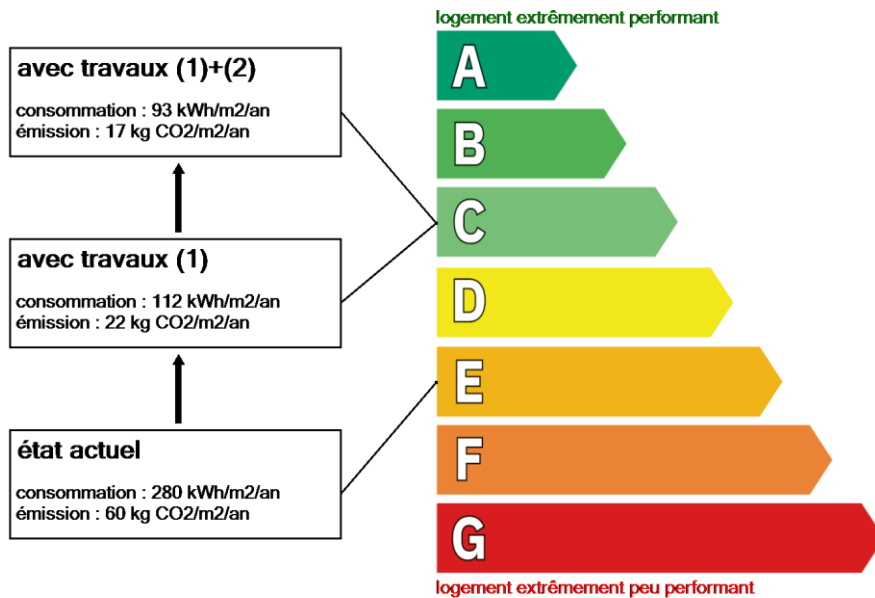 logement extrêmement performant
avec travaux (1)+(2)
consommation : 93 kWh/m2/an
émission : 17 kg CO2/m2/an
avec travaux (1)
consommation : 112 kWh/m2/an
émission : 22 kg CO2/m2/an
état actuel
consommation : 280 kWh/m2/an
émission : 60 kg CO2/m2/an
A
B
C
D
E
F
G
logement extrêmement peu performant